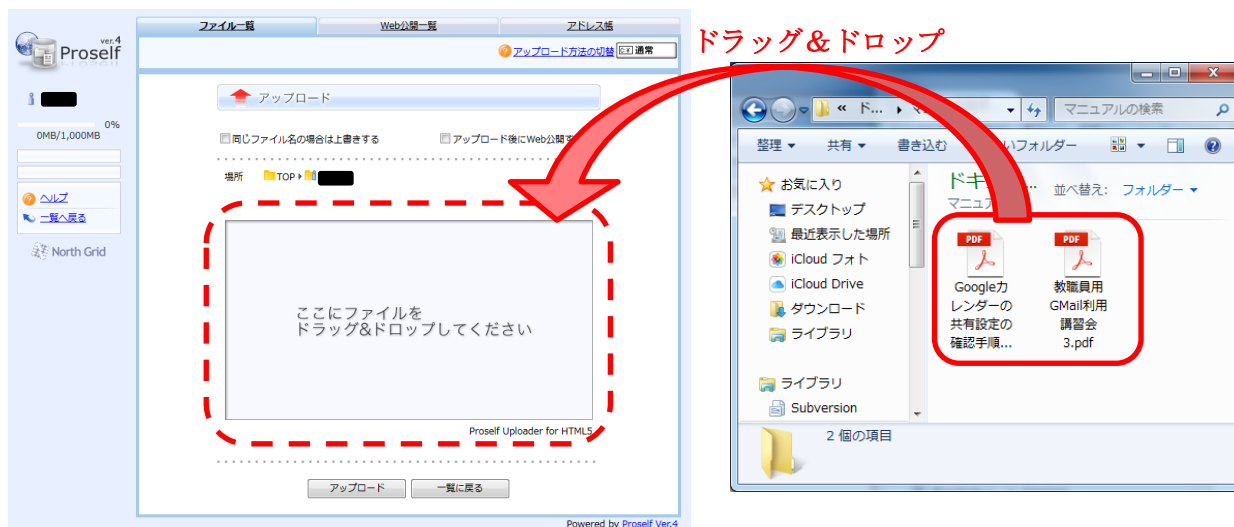 ver.4
Proself
0%
0MB/1,000MB
ヘルプ
一覧へ戻る
North Grid
ファイル一覧
Web公開一覧
アドレス帳
アップロード方法の切替
通常
アップロード
同じファイル名の場合は上書きする
アップロード後にWeb公開す
場所
TOP
ここにファイルを
ドラッグ&ドロップしてください
Proself Uploader for HTML5
アップロード
一覧に戻る
Powered by Proself Ver.4
ドラッグ&ドロップ
« ド...
マニュアルの検索
整理
共有
書き込む
いフォルダー
お気に入り
デスクトップ
最近表示した場所
iCloud フォト
iCloud Drive
ダウンロード
ライブラリ
ライブラリ
Subversion
ドキ
...
マニュア
並べ替え:
フォルダー
PDF
Googleカ
レンダーの
共有設定の
確認手順...
PDF
教職員用
GMail利用
講習会
3.pdf
2 個の項目